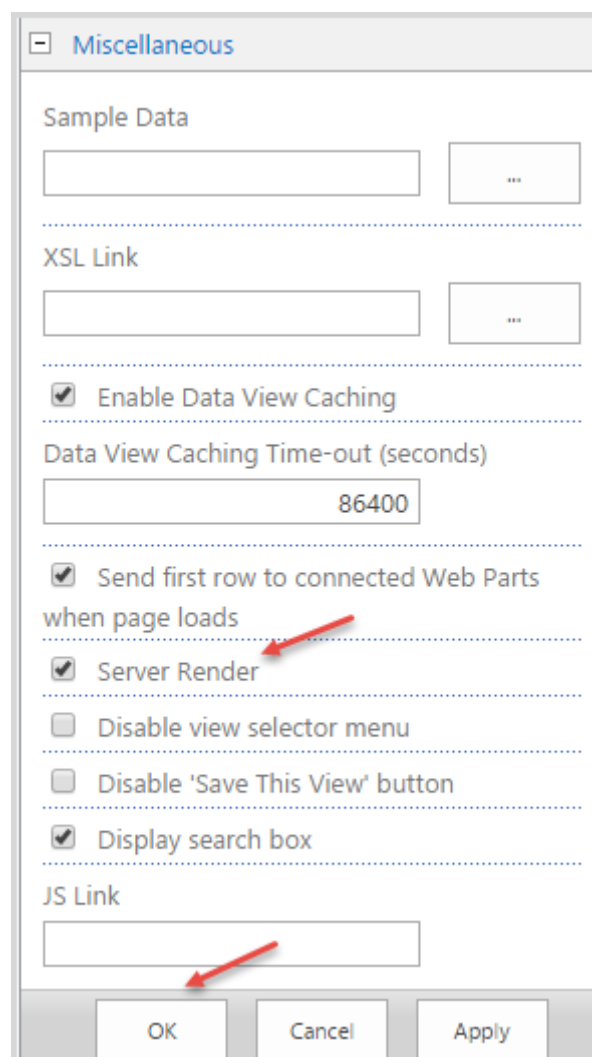 Miscellaneous
Sample Data
...
XSL Link
...
Enable Data View Caching
Data View Caching Time-out (seconds)
86400
Send first row to connected Web Parts
when page loads
Server Render
Disable view selector menu
Disable 'Save This View' button
Display search box
JS Link
OK Cancel Apply